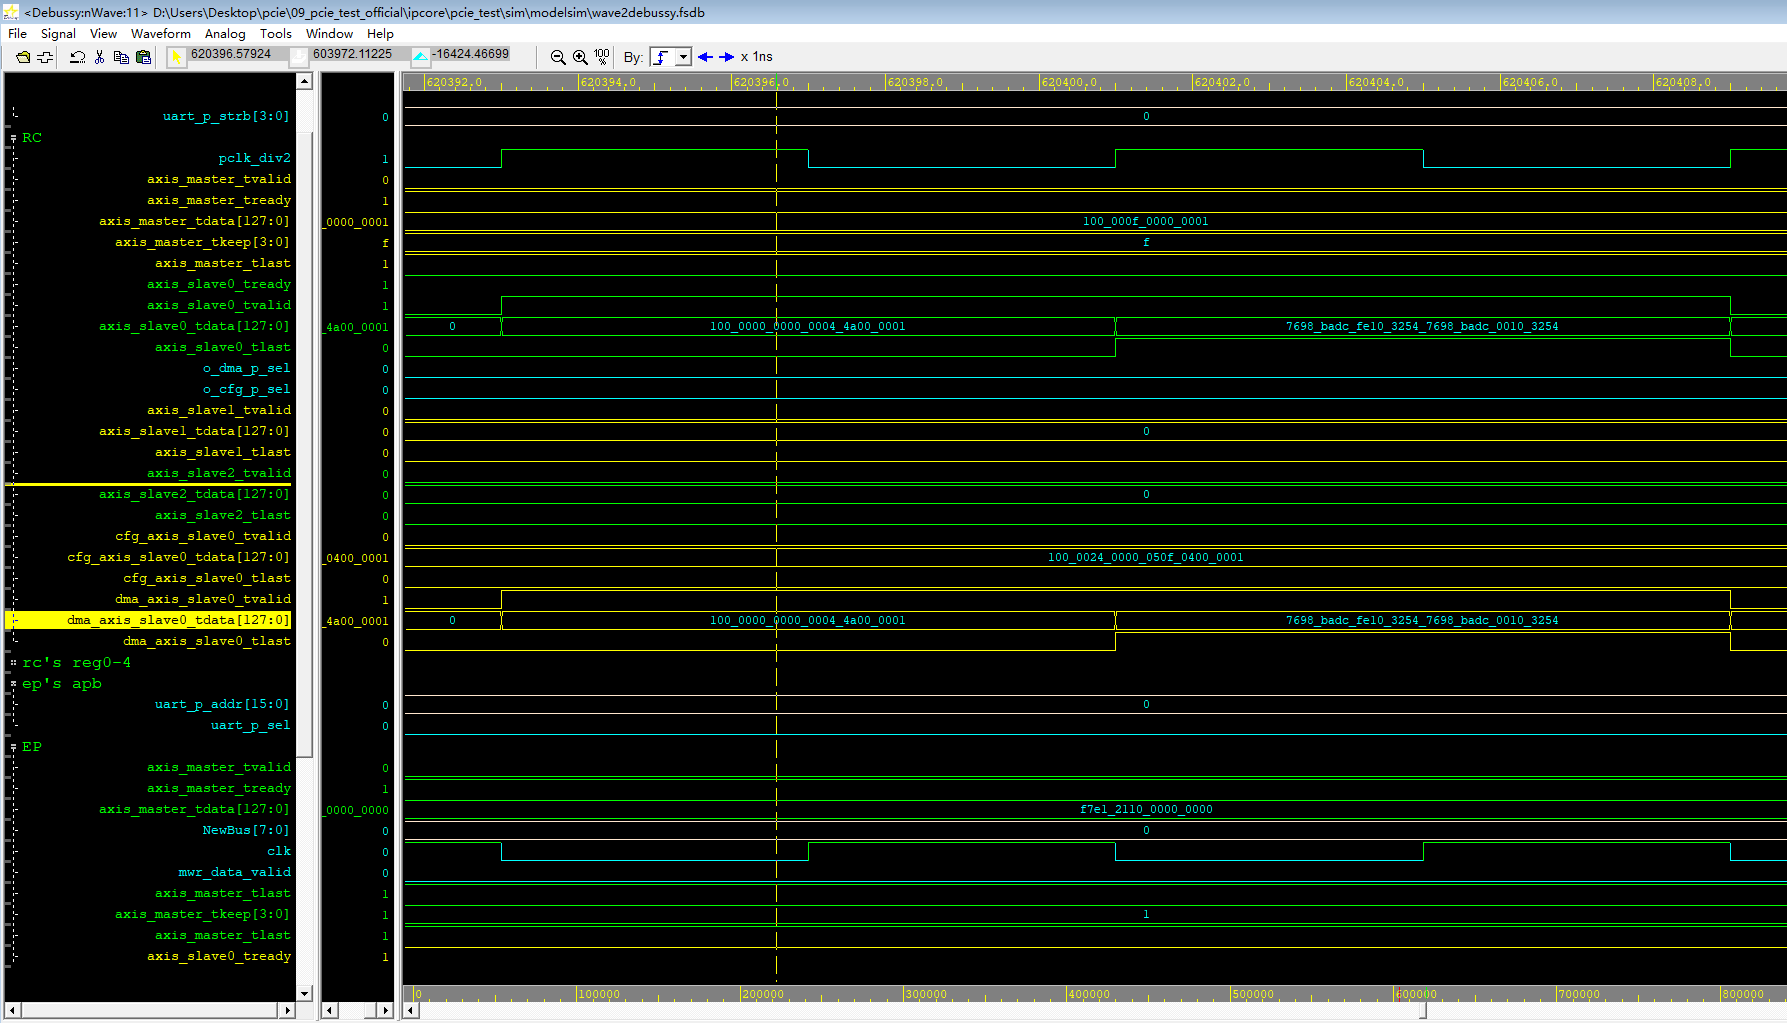 <Debussy:nWave:11> D:\Users\Desktop\pcie\09_pcie_test_official\ipcore\pcie_test\sim\modelsim\wave2debussy.fsdb
File Signal View Waveform Analog Tools Window Help
620396.57924 603972.11225 -16424.46699 100 % By: x 1ns
620392.0 620394.0 620396.0 620398.0 620400.0 620402.0 620404.0 620406.0 620408.0
uart_p_strb[3:0] 0 0
RC
pclk_div2 1
axis_master_tvalid 0
axis_master_tready 1
axis_master_tdata[127:0] _0000_0001 100_000f_0000_0001
axis_master_tkeep[3:0] f f
axis_master_tlast 1
axis_slave0_tready 1
axis_slave0_tvalid 1
axis_slave0_tdata[127:0] _4a00_0001 0 100_0000_0000_0004_4a00_0001 7698_badc_fe10_3254_7698_badc_0010_3254
axis_slave0_tlast 0
o_dma_p_sel 0
o_cfg_p_sel 0
axis_slave1_tvalid 0
axis_slave1_tdata[127:0] 0 0
axis_slave1_tlast 0
axis_slave2_tvalid 0
axis_slave2_tdata[127:0] 0 0
axis_slave2_tlast 0
cfg_axis_slave0_tvalid 0
cfg_axis_slave0_tdata[127:0] _0400_0001 100_0024_0000_050f_0400_0001
cfg_axis_slave0_tlast 0
dma_axis_slave0_tvalid 1
dma_axis_slave0_tdata[127:0] _4a00_0001 0 100_0000_0000_0004_4a00_0001 7698_badc_fe10_3254_7698_badc_0010_3254
dma_axis_slave0_tlast 0
rc's reg0-4
ep's apb
uart_p_addr[15:0] 0 0
uart_p_sel 0
EP
axis_master_tvalid 0
axis_master_tready 1
axis_master_tdata[127:0] _0000_0000 f7e1_2110_0000_0000
NewBus[7:0] 0 0
clk 0
mwr_data_valid 0
axis_master_tlast 1
axis_master_tkeep[3:0] 1 1
axis_master_tlast 1
axis_slave0_tready 1
0 100000 200000 300000 400000 500000 600000 700000 800000